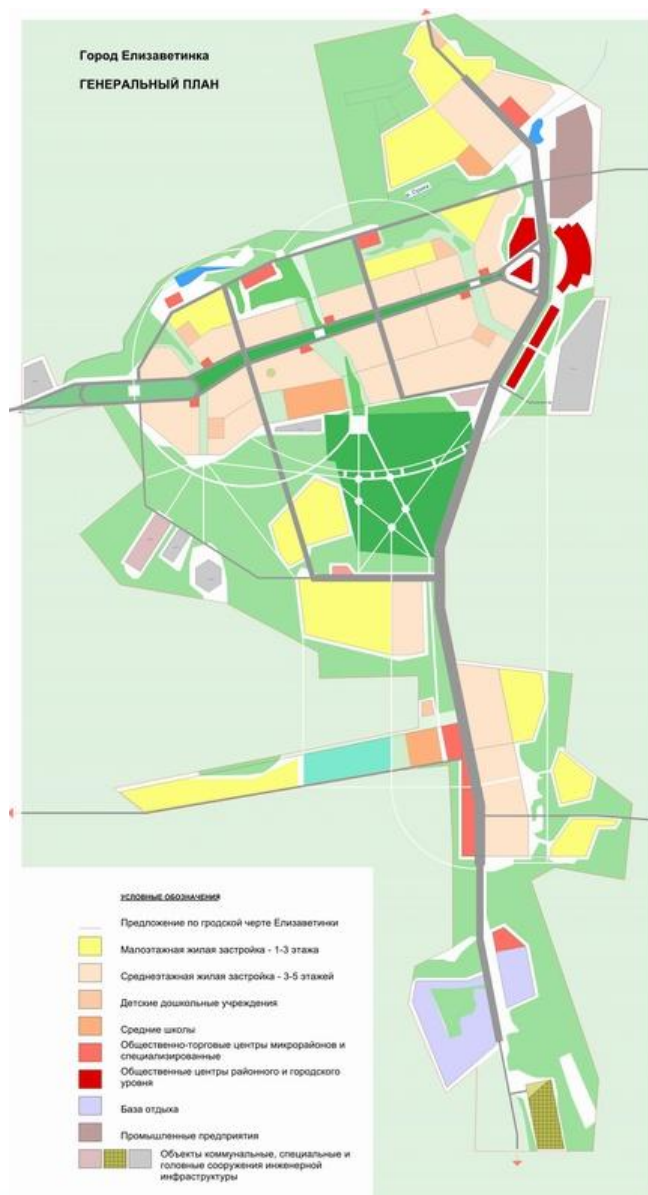 Город Елизаветинка
ГЕНЕРАЛЬНЫЙ ПЛАН
УСЛОВНЫЕ ОБОЗНАЧЕНИЯ
Предложение по гродской черте Елизаветинки
Малоэтажная жилая застройка - 1-3 этажа
Среднеэтажная жилая застройка - 3-5 этажей
Детские дошкольные учреждения
Средние школы
Общественно-торговые центры микрорайонов и
специализированные
Общественные центры районного и городского
уровня
База отдыха
Промышленные предприятия
Объекты коммунальные, специальные и
головные сооружения инженерной
инфраструктуры